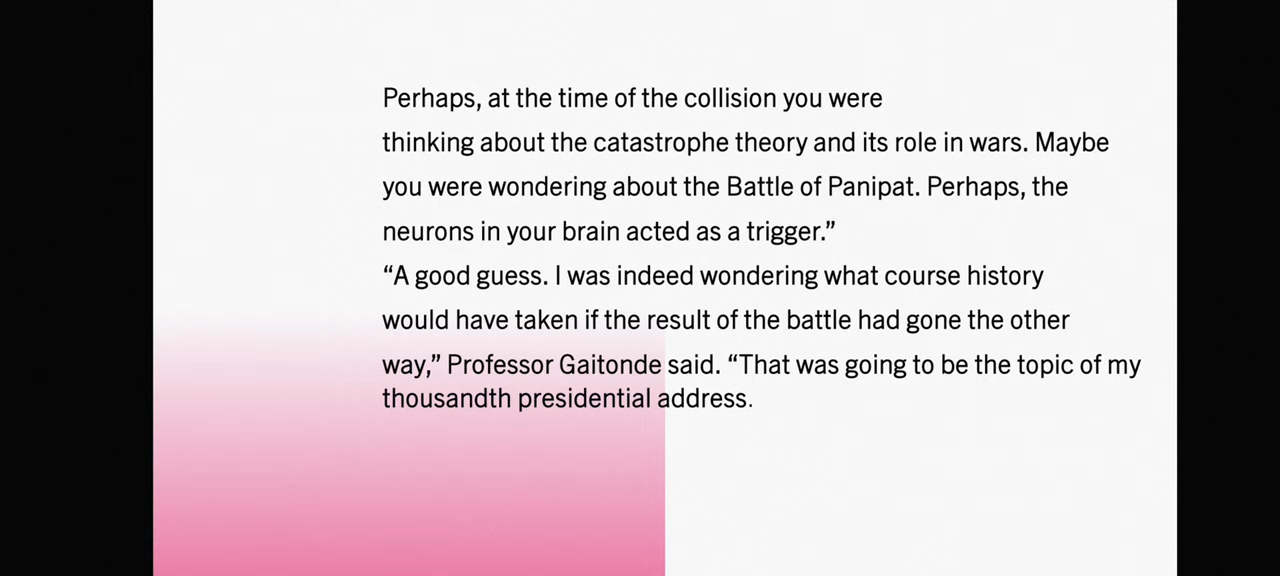 Perhaps, at the time of the collision you were
thinking about the catastrophe theory and its role in wars. Maybe
you were wondering about the Battle of Panipat. Perhaps, the
neurons in your brain acted as a trigger.”
“A good guess. I was indeed wondering what course history
would have taken if the result of the battle had gone the other
way,” Professor Gaitonde said. “That was going to be the topic of my
thousandth presidential address.